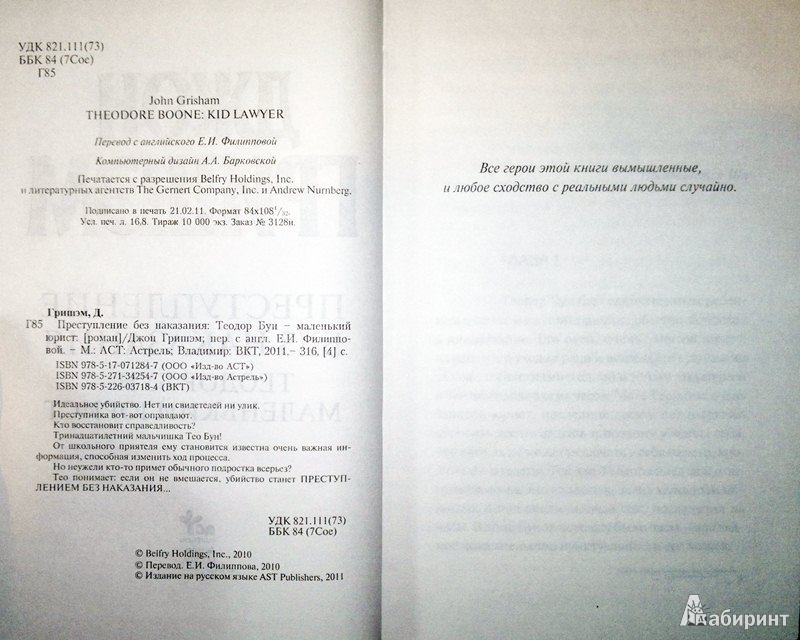 УДК 821.111(73)
ББК 84 (7Сое)
Г85
John Grisham
THEODORE BOONE: KID LAWYER
Перевод с английского Е.И. Филипповой
Компьютерный дизайн А.А. Барковской
Печатается с разрешения Belfry Holdings, Inc.
и литературных агентств The Gernert Company, Inc. и Andrew Nurnberg.
Подписано в печать 21.02.11. Формат 84х108 1/32.
Усл. печ. л. 16,8. Тираж 10 000 экз. Заказ № 3128н.
Гришэм, Д.
Г85 Преступление без наказания: Теодор Бун – маленький
юрист: [роман]/Джон Гришэм; пер. с англ. Е.И. Филиппо-
вой. – М.: АСТ: Астрель; Владимир: ВКТ, 2011.– 316, [4] с.
ISBN 978-5-17-071284-7 (ООО «Изд-во АСТ»)
ISBN 978-5-271-34254-7 (ООО «Изд-во Астрель»)
ISBN 978-5-226-03718-4 (ВКТ)
Идеальное убийство. Нет ни свидетелей ни улик.
Преступника вот-вот оправдают.
Кто восстановит справедливость?
Тринадцатилетний мальчишка Тео Бун!
От школьного приятеля ему становится известна очень важная ин-
формация, способная изменить ход процесса.
Но неужели кто-то примет обычного подростка всерьез?
Тео понимает: если он не вмешается, убийство станет ПРЕСТУП-
ЛЕНИЕМ БЕЗ НАКАЗАНИЯ...
УДК 821.111(73)
ББК 84 (7Сое)
© Belfry Holdings, Inc., 2010
© Перевод. Е.И. Филиппова, 2010
© Издание на русском языке AST Publishers, 2011
Все герои этой книги вымышленные,
и любое сходство с реальными людьми случайно.
Лабиринт